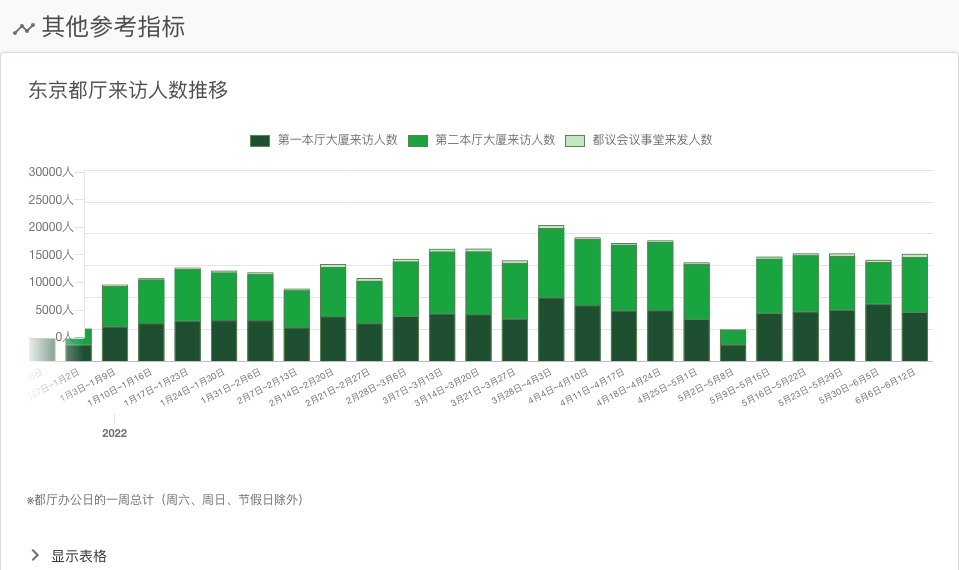 其他参考指标
东京都厅来访人数推移
第一本厅大厦来访人数 第二本厅大厦来访人数 都议会议事堂来发人数
30000人
25000人
20000人
15000人
10000人
5000人
0人
1月3日~1月9日
1月10日~1月16日
1月17日~1月23日
1月24日~1月30日
1月31日~2月6日
2月7日~2月13日
2月14日~2月20日
2月21日~2月27日
2月28日~3月6日
3月7日~3月13日
3月14日~3月20日
3月21日~3月27日
3月28日~4月3日
4月4日~4月10日
4月11日~4月17日
4月18日~4月24日
4月25日~5月1日
5月2日~5月8日
5月9日~5月15日
5月16日~5月22日
5月23日~5月29日
5月30日~6月5日
6月6日~6月12日
2022
※都厅办公日的一周总计（周六、周日、节假日除外）
显示表格